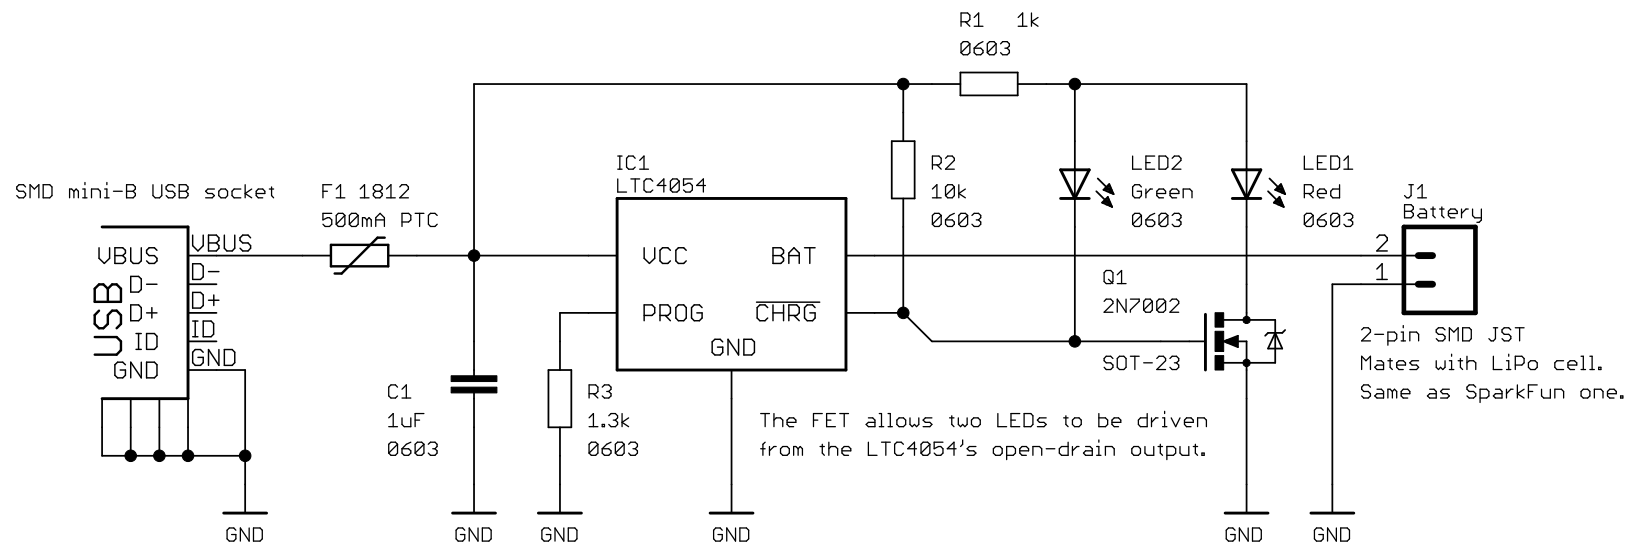 R1 1k
0603
SMD mini-B USB socket
F1 1812
500mA PTC
IC1
LTC4054
R2
10k
0603
LED2
Green
0603
LED1
Red
0603
J1
Battery
VBUS
D-
D+
ID
GND
USB
VBUS
D-
D+
ID
GND
VCC
BAT
PROG
CHRG
GND
2
1
Q1
2N7002
SOT-23
2-pin SMD JST
Mates with LiPo cell.
Same as SparkFun one.
C1
1uF
0603
R3
1.3k
0603
The FET allows two LEDs to be driven
from the LTC4054's open-drain output.
GND
GND
GND
GND
GND
GND